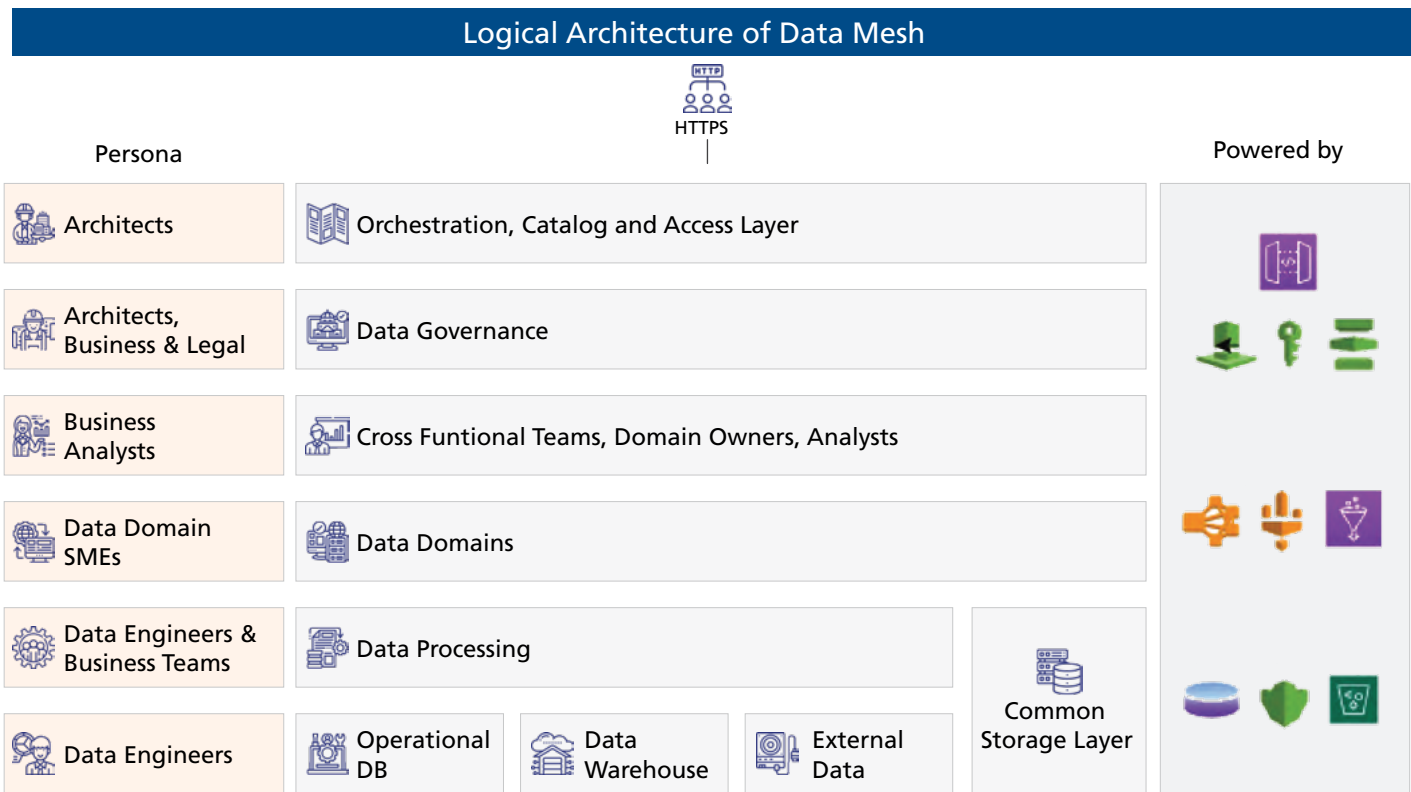 Logical Architecture of Data Mesh
HTTP
HTTPS
Persona
Powered by
Architects
Orchestration, Catalog and Access Layer
Architects,
Business & Legal
Data Governance
Business
Analysts
Cross Funtional Teams, Domain Owners, Analysts
Data Domain
SMEs
Data Domains
Data Engineers &
Business Teams
Data Processing
Common
Storage Layer
Data Engineers
Operational
DB
Data
Warehouse
External
Data